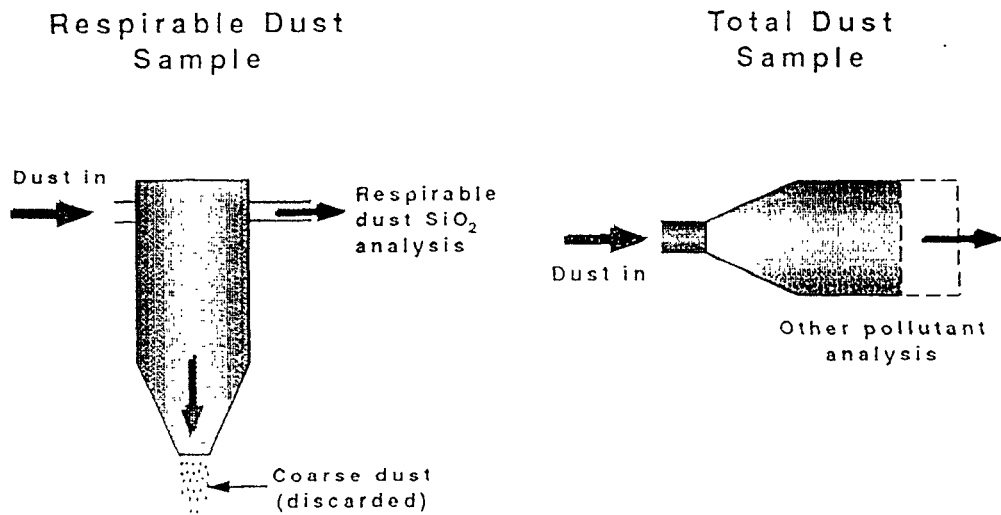 Respirable Dust
Sample
Total Dust
Sample
Dust in
Respirable
dust SiO₂
analysis
Dust in
Other pollutant
analysis
Coarse dust
(discarded)